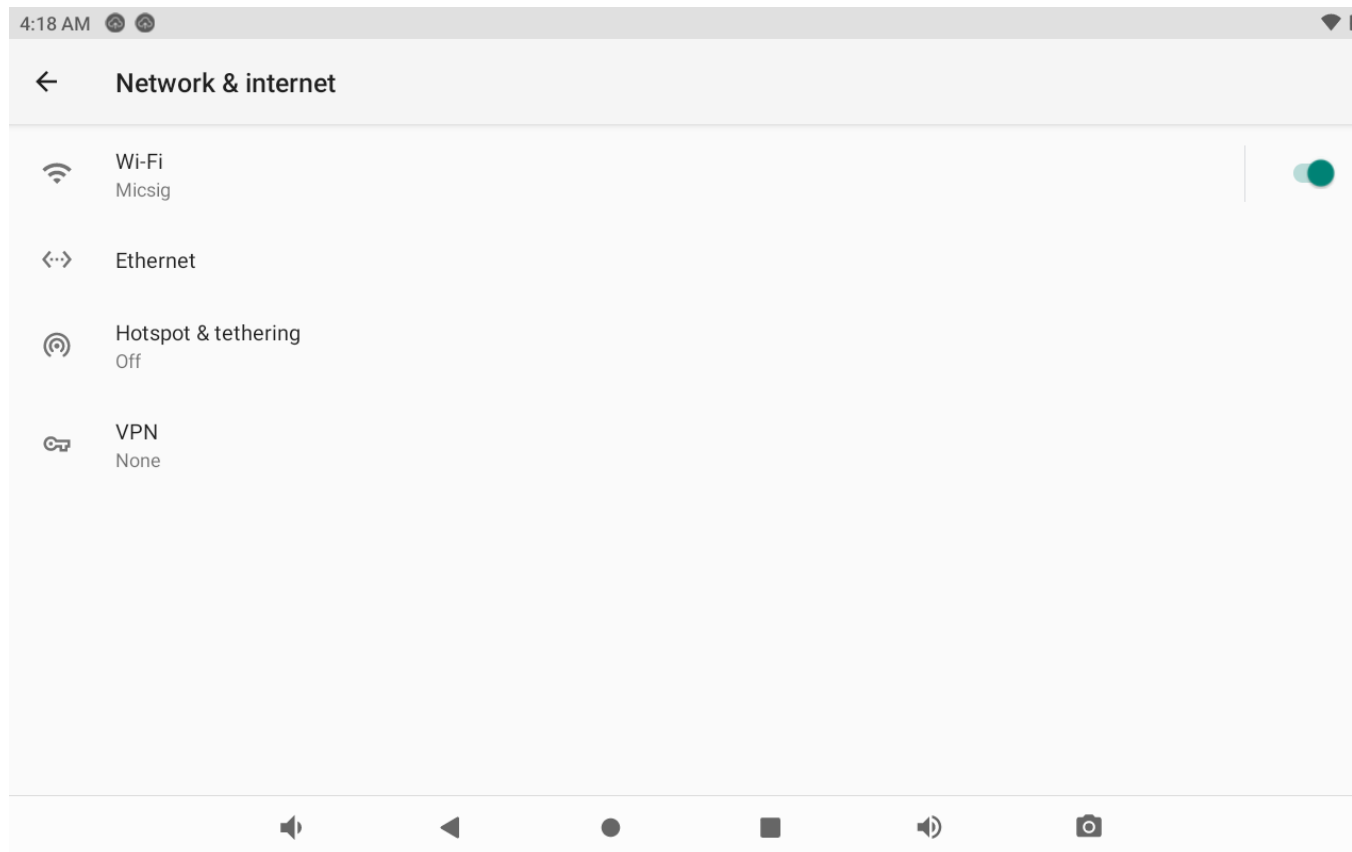 4:18 AM
Network & internet
Wi-Fi
Micsig
Ethernet
Hotspot & tethering
Off
VPN
None